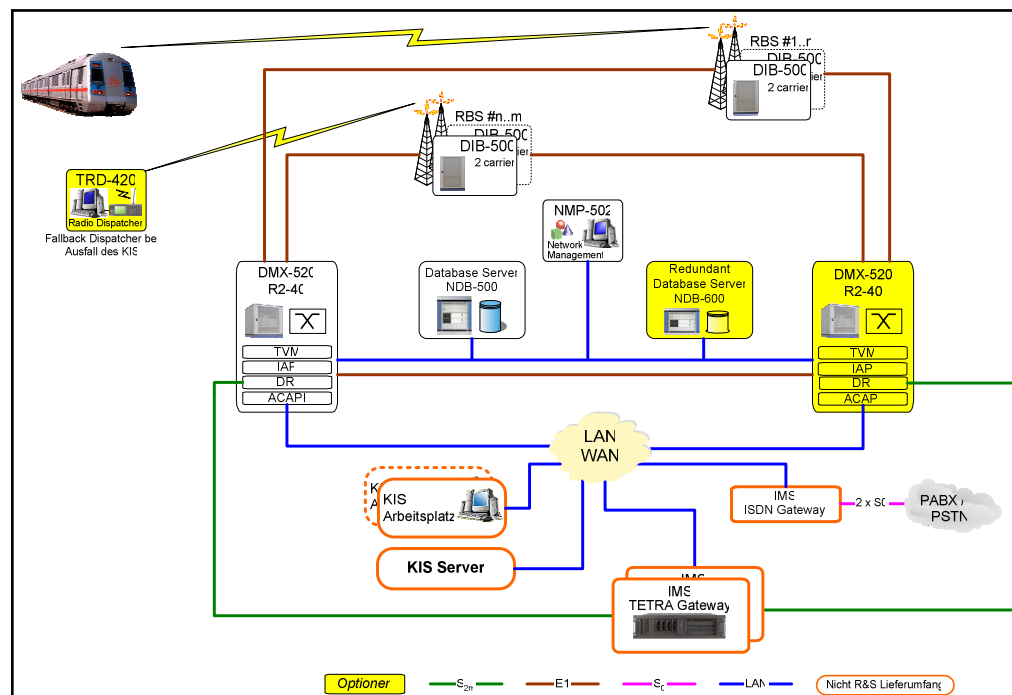 RBS #1..r
DIB-500
DIB-500
2 carrier
RBS #n..m
DIB-500
DIB-500
2 carrier
TRD-420
Radio Dispatcher
Fallback Dispatcher be
Ausfall des KIS
NMP-502
Network
Management
DMX-520
R2-40
TVM
IAP
DR
ACAPI
Database Server
NDB-500
Redundant
Database Server
NDB-600
DMX-520
R2-40
TVM
IAP
DR
ACAP
LAN
WAN
KIS
Arbeitsplatz
KIS Server
IMS
ISDN Gateway
2 x S0
PABX /
PSTN
IMS
IMS
TETRA Gateway
Optioner
S2m
E1
S0
LAN
Nicht R&S Lieferumfang